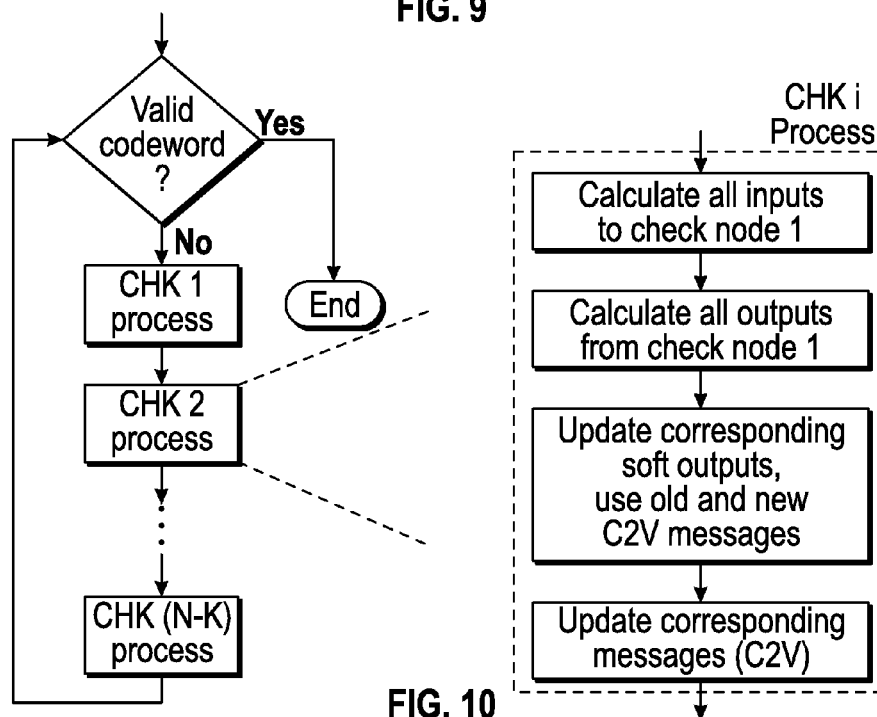 FIG. 9
Valid
codeword
?
Yes
No
CHK 1
process
End
CHK 2
process
CHK (N-K)
process
CHK i
Process
Calculate all inputs
to check node 1
Calculate all outputs
from check node 1
Update corresponding
soft outputs,
use old and new
C2V messages
Update corresponding
messages (C2V)
FIG. 10